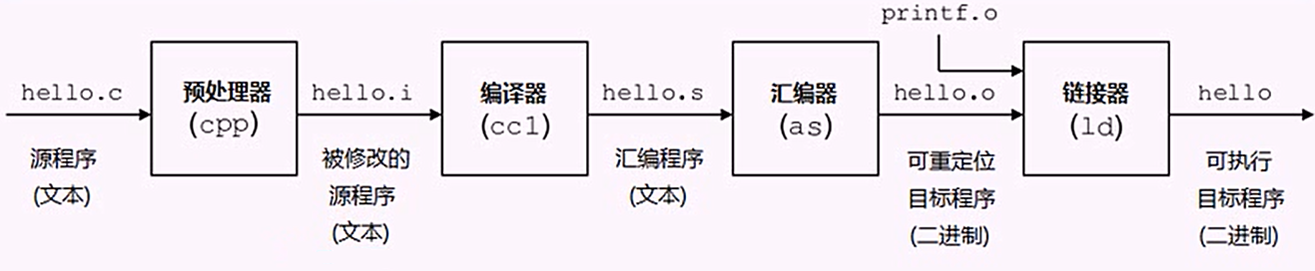 printf.o
hello.c
预处理器
(cpp)
hello.i
编译器
(cc1)
hello.s
汇编器
(as)
hello.o
链接器
(ld)
hello
源程序
(文本)
被修改的
源程序
(文本)
汇编程序
(文本)
可重定位
目标程序
(二进制)
可执行
目标程序
(二进制)